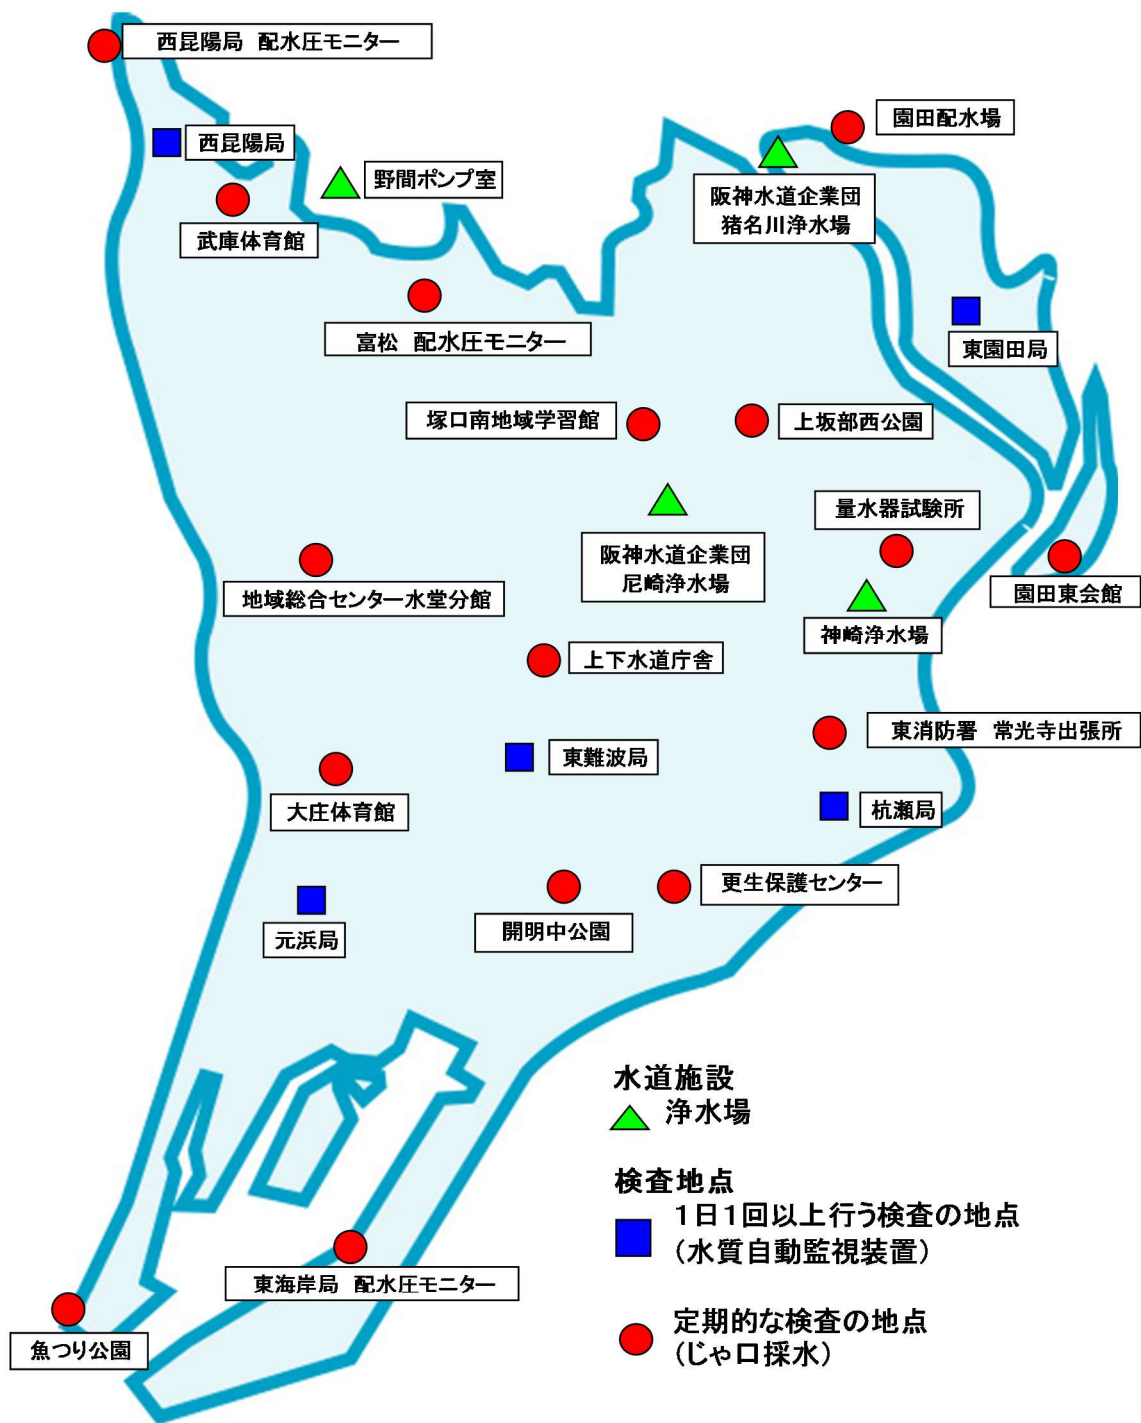 西昆陽局　配水圧モニター
園田配水場
西昆陽局
野間ポンプ室
阪神水道企業団
猪名川浄水場
武庫体育館
富松　配水圧モニター
東園田局
塚口南地域学習館
上坂部西公園
量水器試験所
阪神水道企業団
尼崎浄水場
地域総合センター水堂分館
園田東会館
神崎浄水場
上下水道庁舎
東消防署　常光寺出張所
東難波局
大庄体育館
杭瀬局
更生保護センター
開明中公園
元浜局
水道施設
浄水場
検査地点
1日1回以上行う検査の地点
(水質自動監視装置)
東海岸局　配水圧モニター
定期的な検査の地点
(じゃ口採水)
魚つり公園